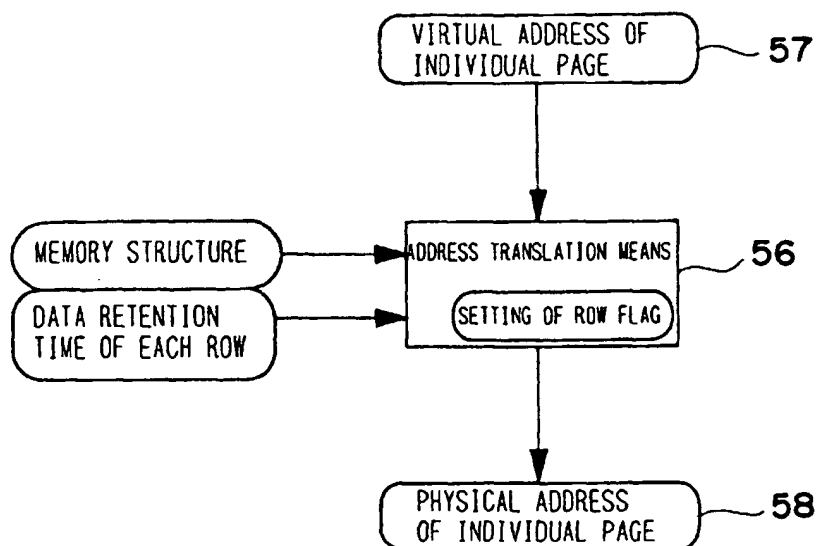 VIRTUAL ADDRESS OF
INDIVIDUAL PAGE
57
MEMORY STRUCTURE
ADDRESS TRANSLATION MEANS
56
DATA RETENTION
TIME OF EACH ROW
SETTING OF ROW FLAG
PHYSICAL ADDRESS
OF INDIVIDUAL PAGE
58